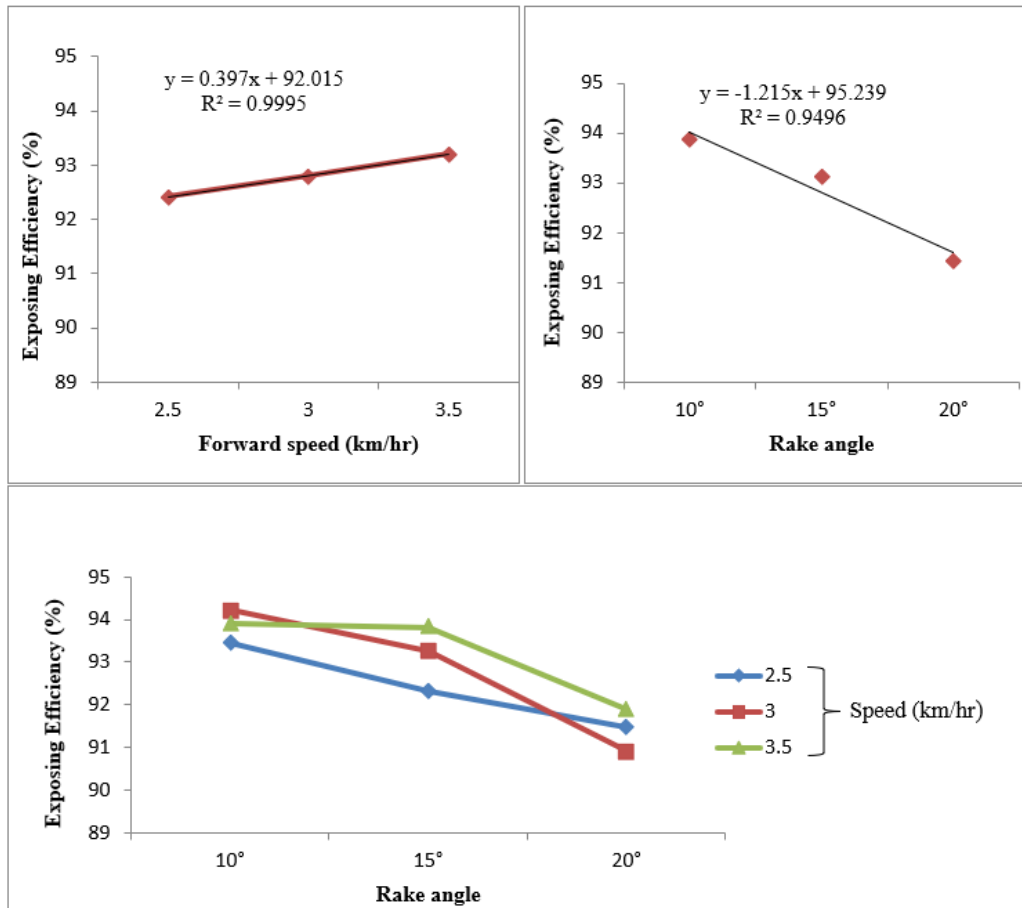 95
94
93
92
91
90
89
y = 0.397x + 92.015
R² = 0.9995
Exposing Efficiency (%)
2.5 3 3.5
Forward speed (km/hr)
95
94
93
92
91
90
89
y = -1.215x + 95.239
R² = 0.9496
Exposing Efficiency (%)
10° 15° 20°
Rake angle
95
94
93
92
91
90
89
Exposing Efficiency (%)
10° 15° 20°
Rake angle
2.5
3
3.5
Speed (km/hr)